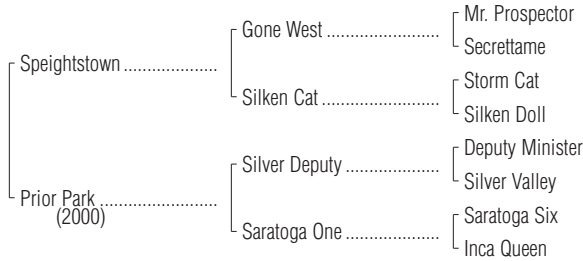 Mr. Prospector
Gone West
Secrettame
Speightstown
Storm Cat
Silken Cat
Silken Doll
Deputy Minister
Silver Deputy
Silver Valley
Prior Park
(2000)
Saratoga Six
Saratoga One
Inca Queen